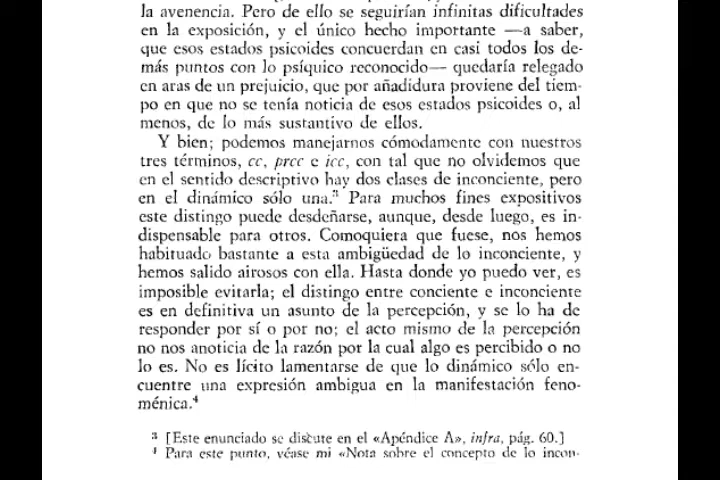 la avenencia. Pero de ello se seguirían infinitas dificultades
en la exposición, y el único hecho importante —a saber,
que esos estados psicoides concuerdan en casi todos los de-
más puntos con lo psíquico reconocido— quedaría relegado
en aras de un prejuicio, que por añadidura proviene del tiem-
po en que no se tenía noticia de esos estados psicoides o, al
menos, de lo más sustantivo de ellos.
Y bien; podemos manejarnos cómodamente con nuestros
tres términos, cc, prcc e icc, con tal que no olvidemos que
en el sentido descriptivo hay dos clases de inconciente, pero
en el dinámico sólo una.³ Para muchos fines expositivos
este distingo puede desdeñarse, aunque, desde luego, es in-
dispensable para otros. Comoquiera que fuese, nos hemos
habituado bastante a esta ambigüedad de lo inconciente, y
hemos salido airosos con ella. Hasta donde yo puedo ver, es
imposible evitarla; el distingo entre conciente e inconciente
es en definitiva un asunto de la percepción, y se lo ha de
responder por sí o por no; el acto mismo de la percepción
no nos anoticia de la razón por la cual algo es percibido o no
lo es. No es lícito lamentarse de que lo dinámico sólo en-
cuentre una expresión ambigua en la manifestación feno-
ménica.⁴
³ [Este enunciado se discute en el «Apéndice A», infra, pág. 60.]
⁴ Para este punto, véase mi «Nota sobre el concepto de lo incon-